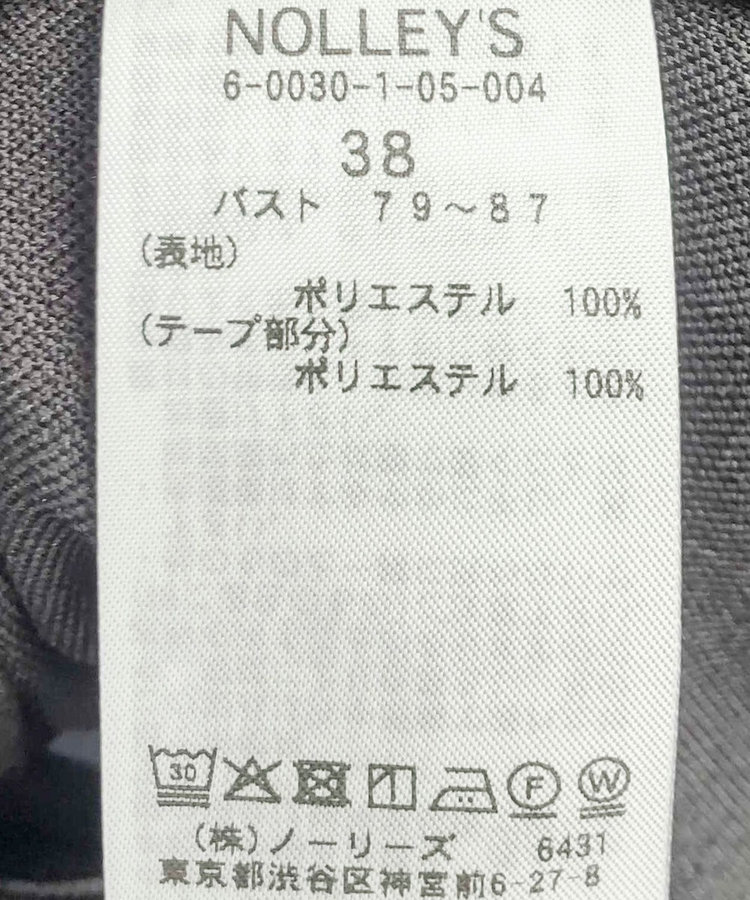 NOLLEY'S
6-0030-1-05-004
38
バスト 79～87
(表地)
ポリエステル 100%
(テープ部分)
ポリエステル 100%
30 F W
(株)ノーリーズ 6431
東京都渋谷区神宮前6-27-8